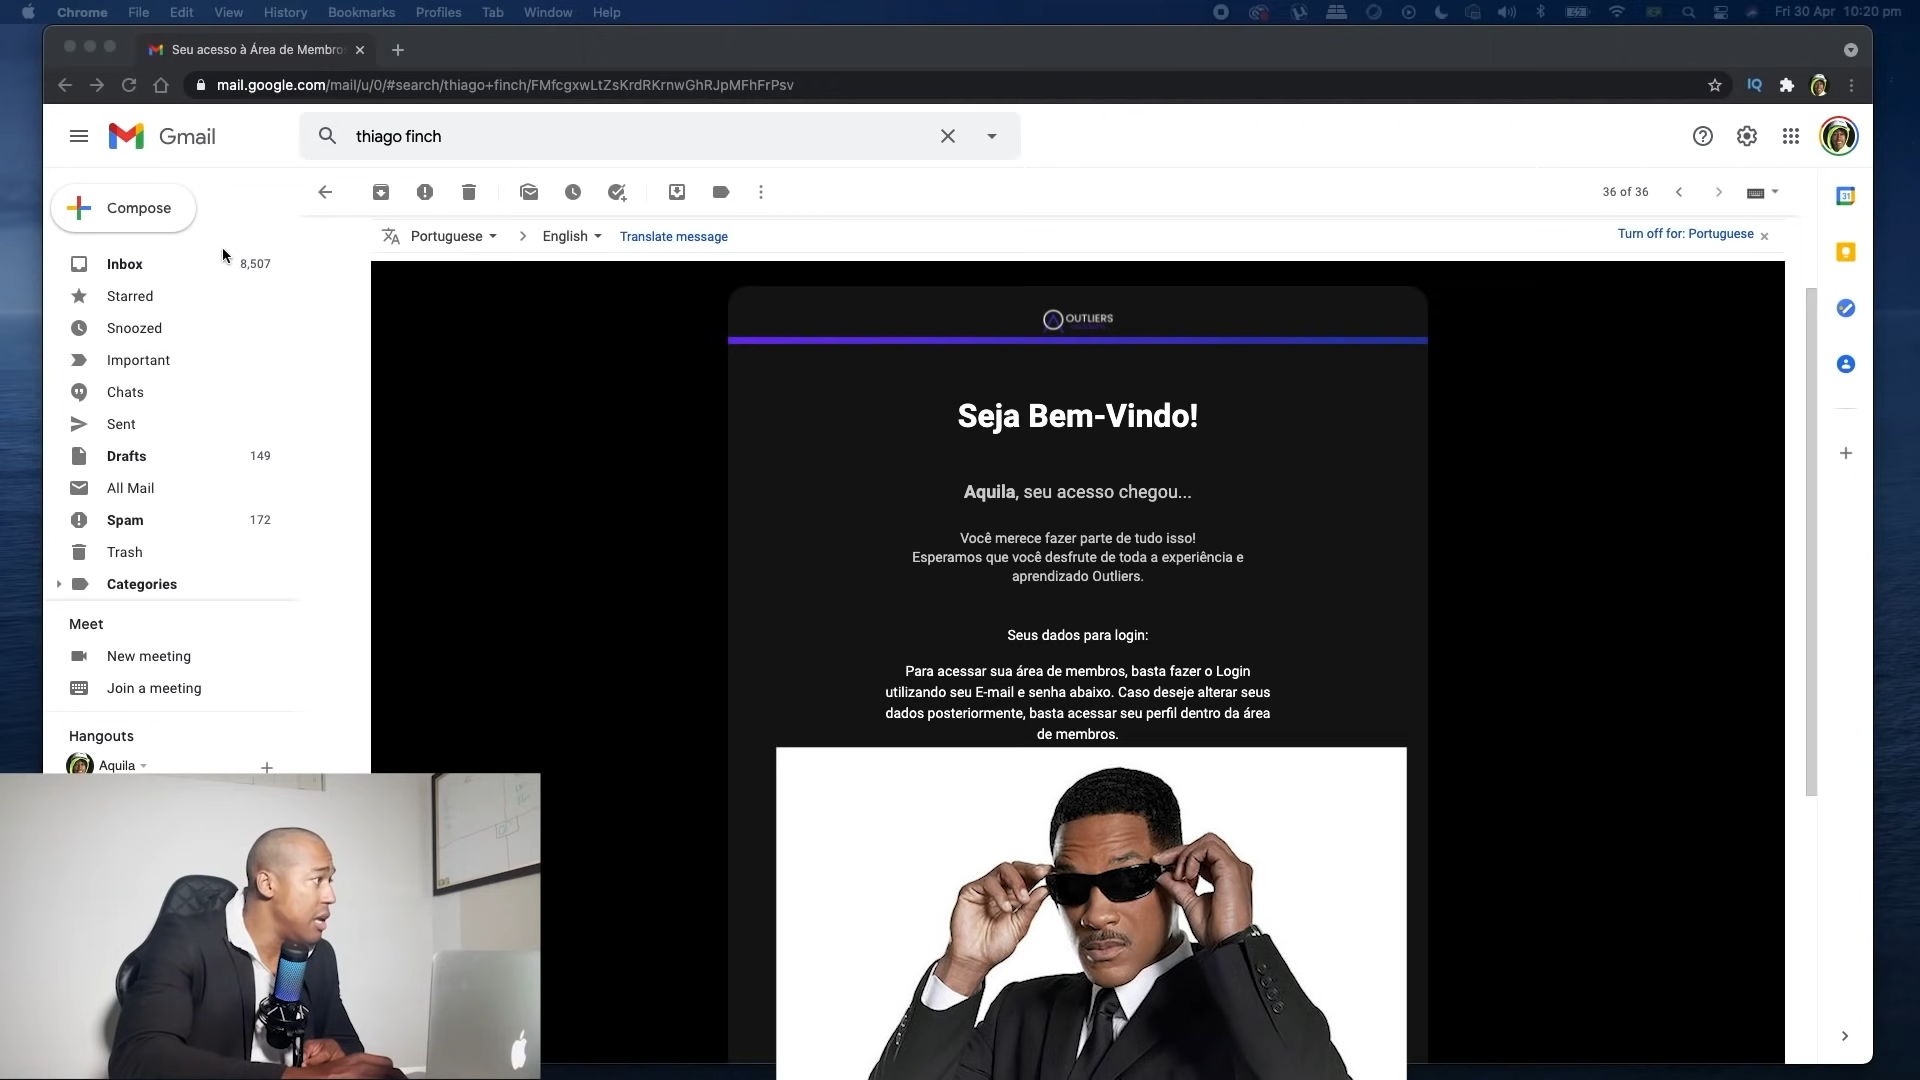 Chrome File Edit View History Bookmarks Profiles Tab Window Help
Fri 30 Apr 10:20 pm
Seu acesso à Área de Membro
mail.google.com/mail/u/0/#search/thiago+finch/FMfcgxwLtZsKrdRKrnwGhRJpMFhFrPsv
IQ
Gmail
thiago finch
Compose
36 of 36
31
Portuguese
English
Translate message
Turn off for: Portuguese
Inbox 8,507
Starred
Snoozed
Important
Chats
Sent
Drafts 149
All Mail
Spam 172
Trash
Categories
Meet
New meeting
Join a meeting
Hangouts
Aquila
OUTLIERS
Seja Bem-Vindo!
Aquila, seu acesso chegou...
Você merece fazer parte de tudo isso!
Esperamos que você desfrute de toda a experiência e
aprendizado Outliers.
Seus dados para login:
Para acessar sua área de membros, basta fazer o Login
utilizando seu E-mail e senha abaixo. Caso deseje alterar seus
dados posteriormente, basta acessar seu perfil dentro da área
de membros.